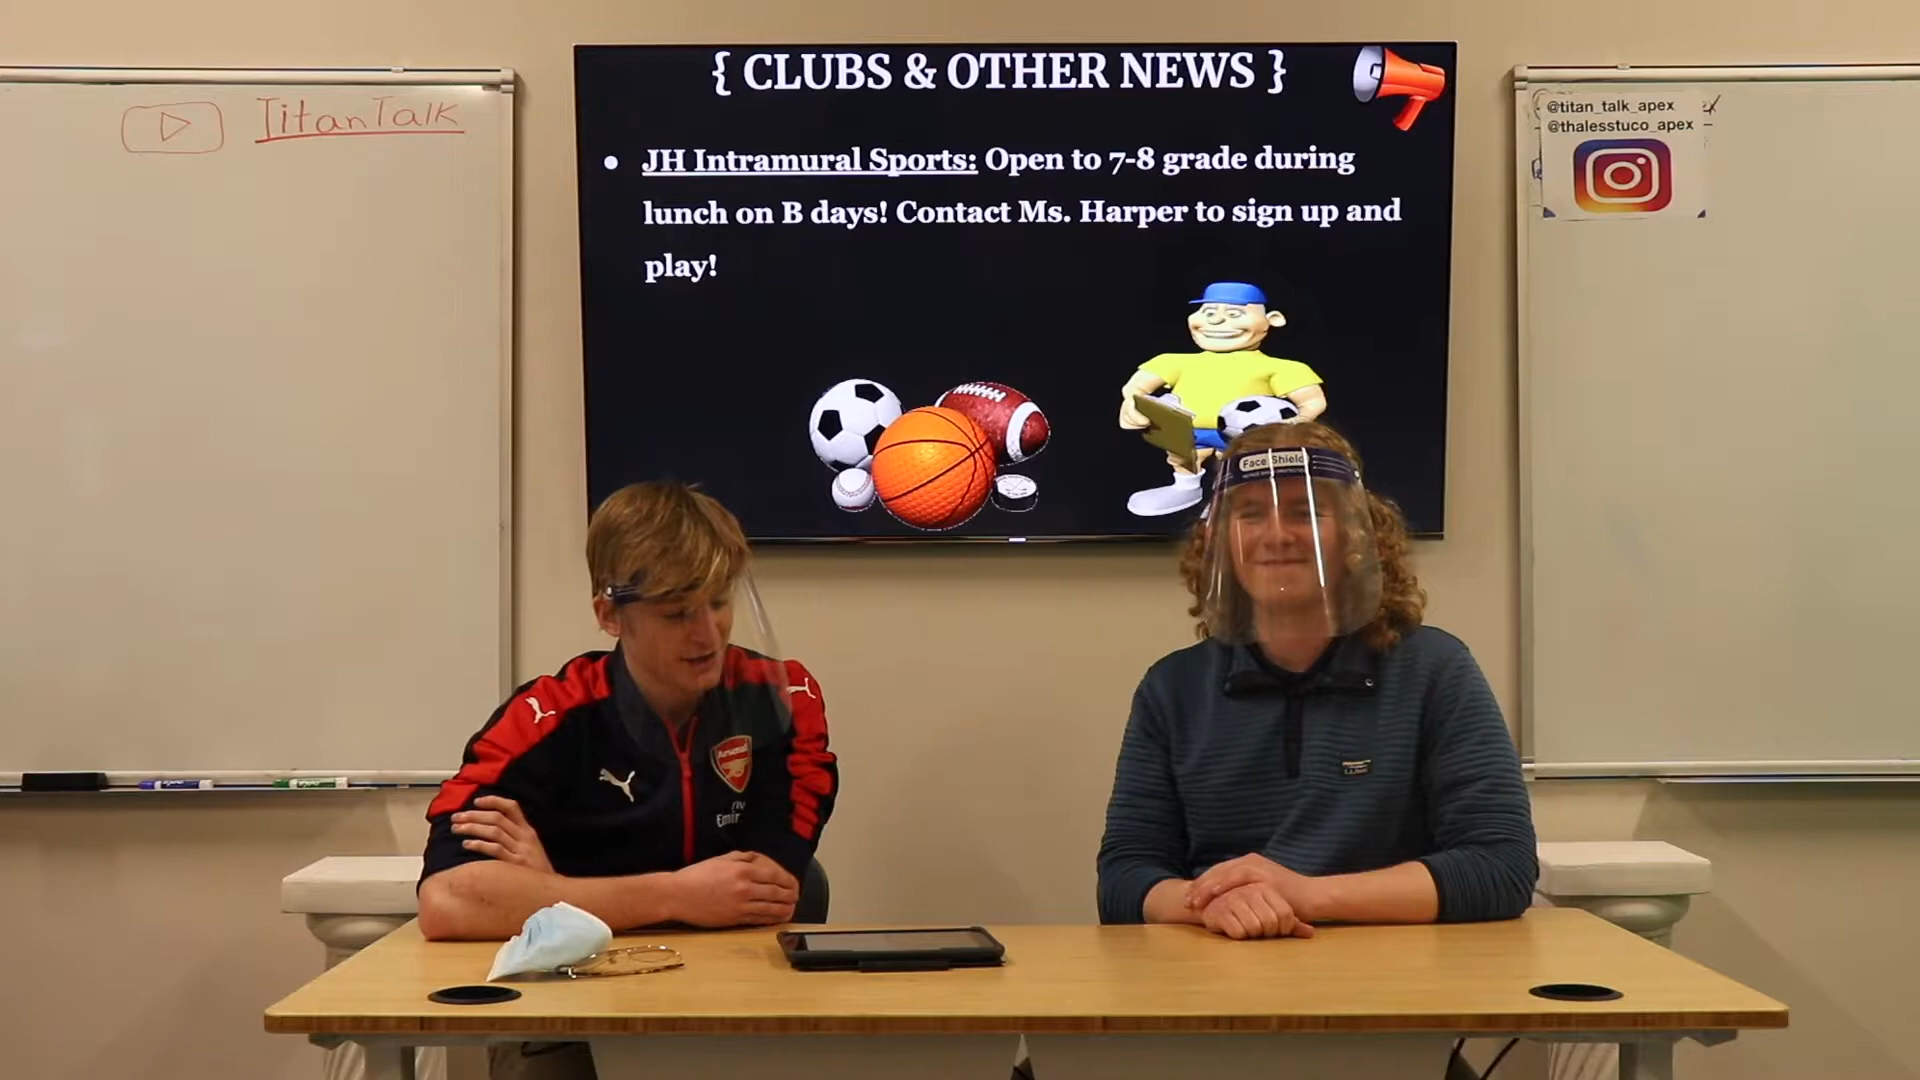 { CLUBS & OTHER NEWS }
JH Intramural Sports: Open to 7-8 grade during
lunch on B days! Contact Ms. Harper to sign up and
play!
TitanTalk
@titan_talk_apex
@thalesstuco_apex
Face Shield
Arsenal